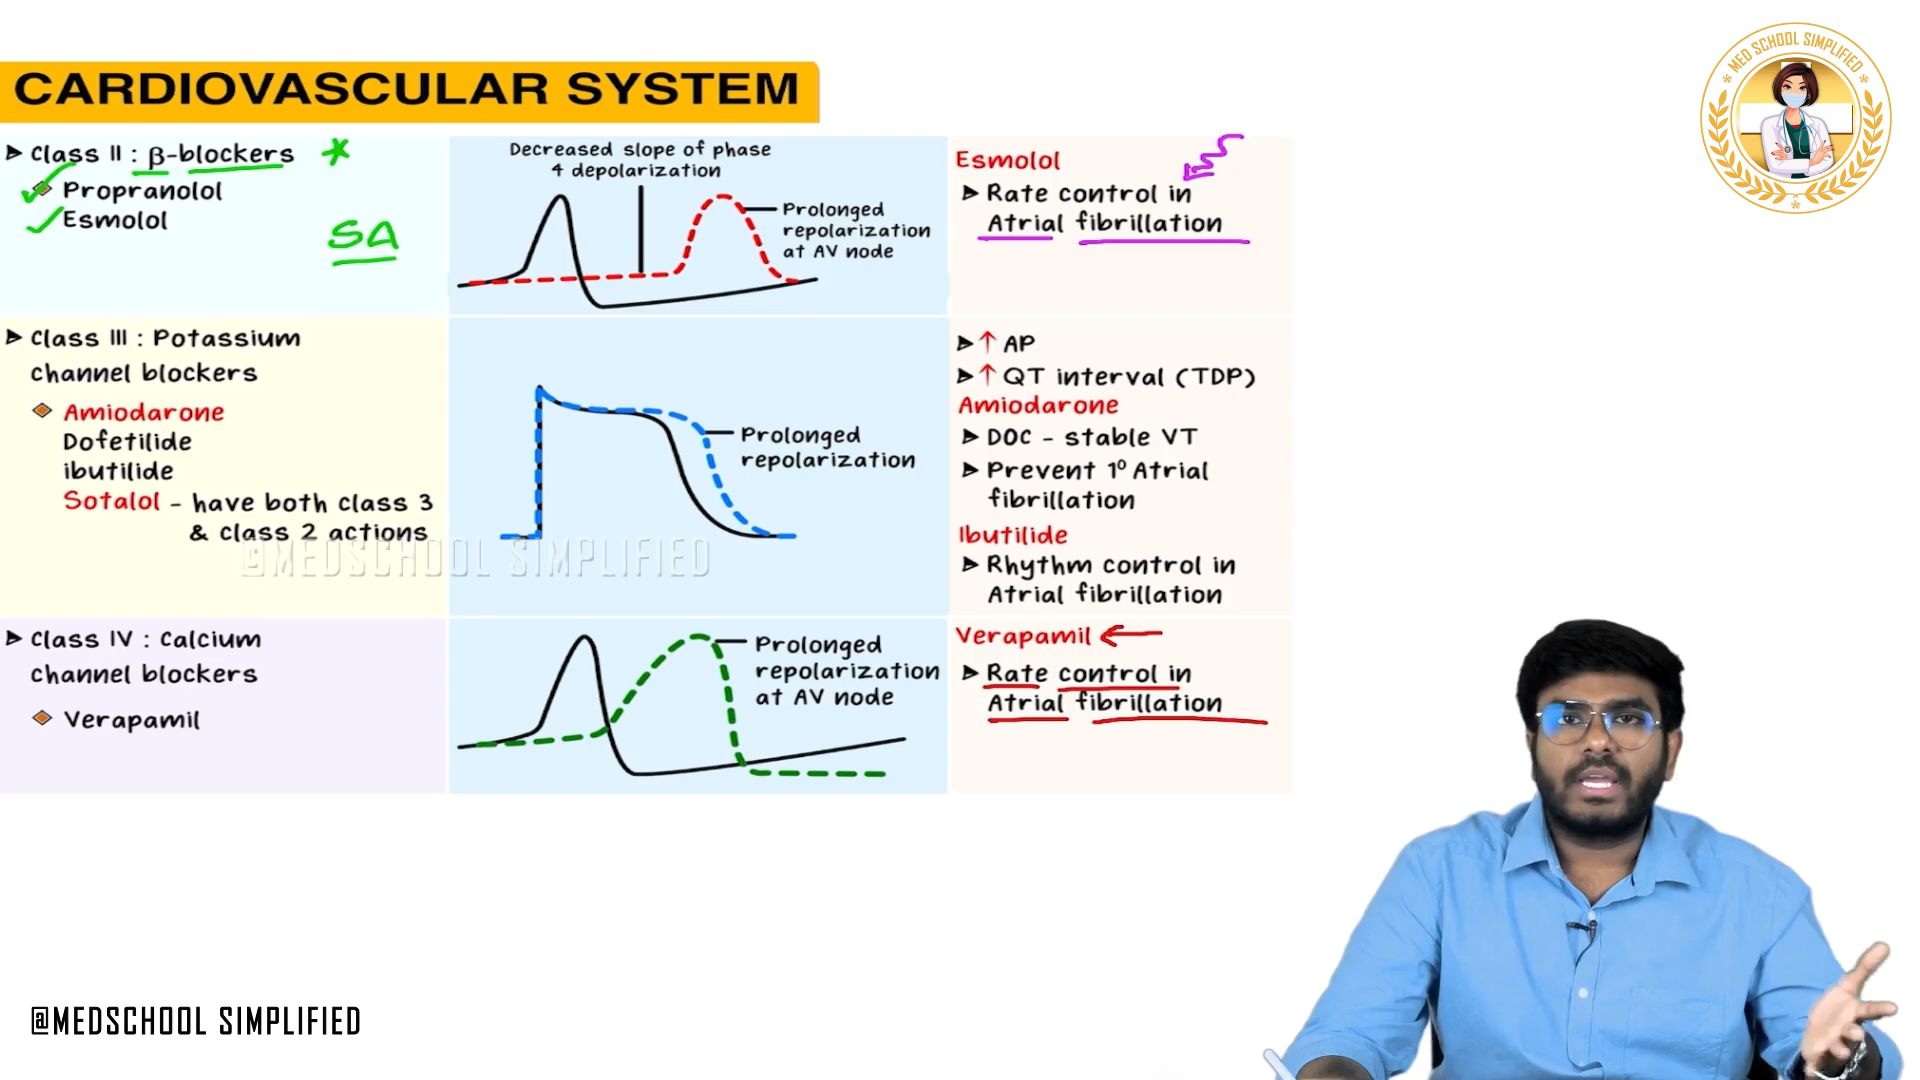 MED SCHOOL SIMPLIFIED
CARDIOVASCULAR SYSTEM
Class II : β-blockers *
Propranolol
Esmolol
SA
Decreased slope of phase
4 depolarization
Prolonged
repolarization
at AV node
Esmolol
Rate control in
Atrial fibrillation
Class III : Potassium
channel blockers
Amiodarone
Dofetilide
ibutilide
Sotalol - have both class 3
& class 2 actions
Prolonged
repolarization
↑ AP
↑ QT interval (TDP)
Amiodarone
DOC - stable VT
Prevent 1⁰ Atrial
fibrillation
Ibutilide
Rhythm control in
Atrial fibrillation
@MEDSCHOOL SIMPLIFIED
Class IV : Calcium
channel blockers
Verapamil
Prolonged
repolarization
at AV node
Verapamil ←
Rate control in
Atrial fibrillation
@MEDSCHOOL SIMPLIFIED